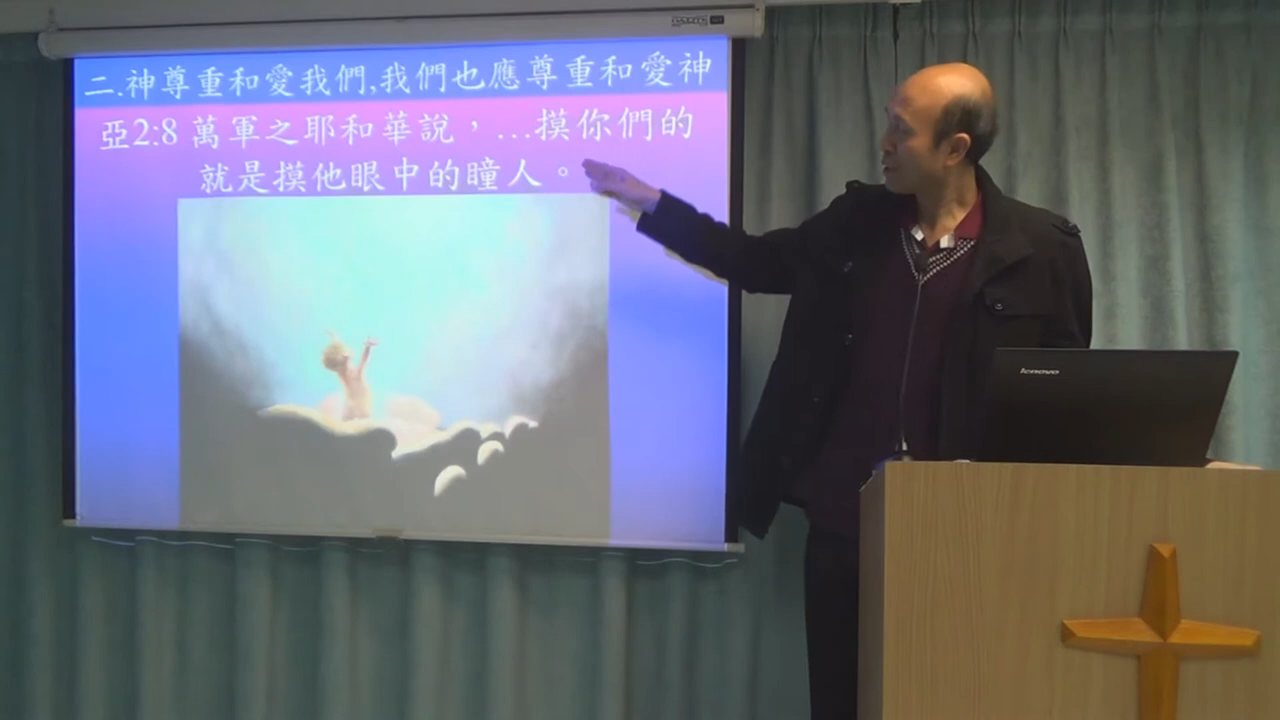 二.神尊重和愛我們,我們也應尊重和愛神
亞2:8 萬軍之耶和華說，…摸你們的
就是摸他眼中的瞳人。
lenovo